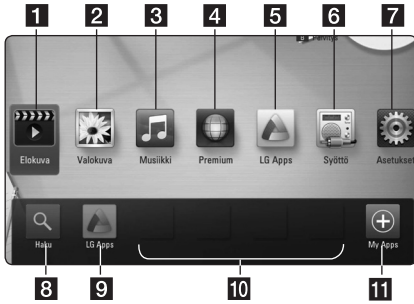 1 2 3 4 5 6 7
Päivitys
Elokuva Valokuva Musiikki Premium LG Apps Syöttö Asetukset
Haku LG Apps My Apps
8 9 10 11